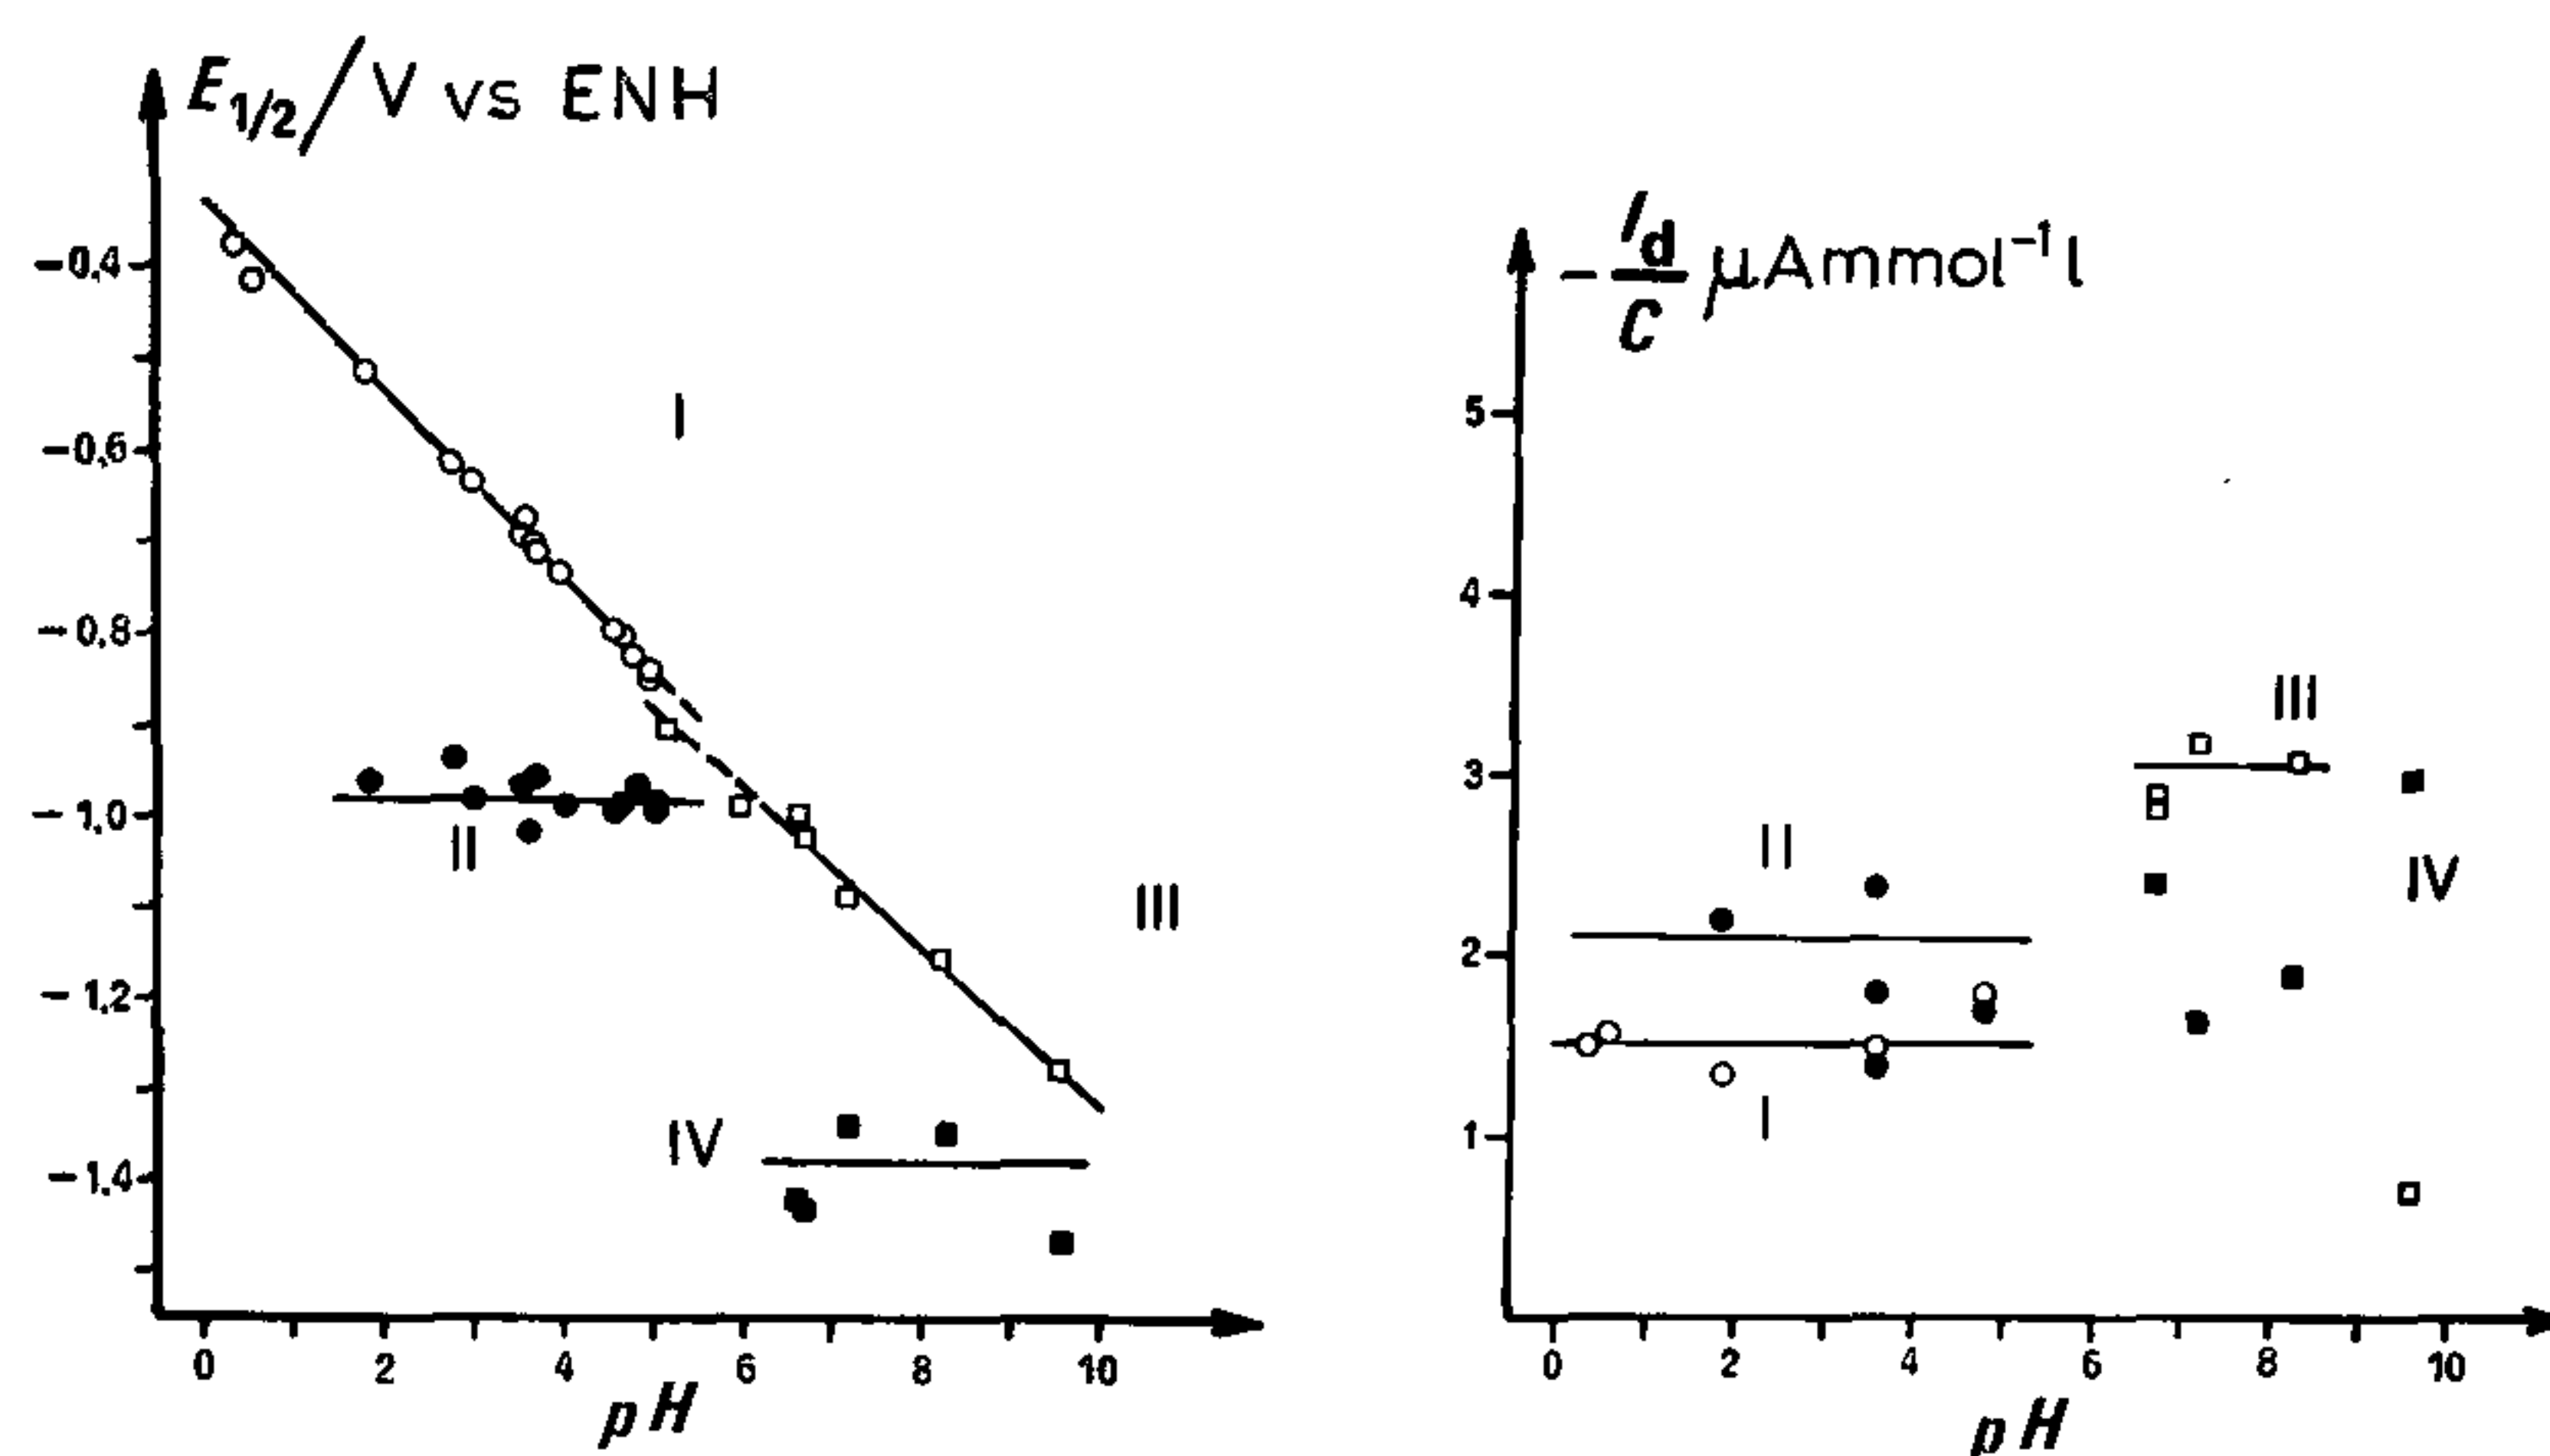 E1/2/V vs ENH
-0.4
-0.6
-0.8
-1.0
-1.2
-1.4
I
II
III
IV
0 2 4 6 8 10
pH
-Id/C μAmmol⁻¹l
5
4
3
2
1
III
II
IV
I
0 2 4 6 8 10
pH